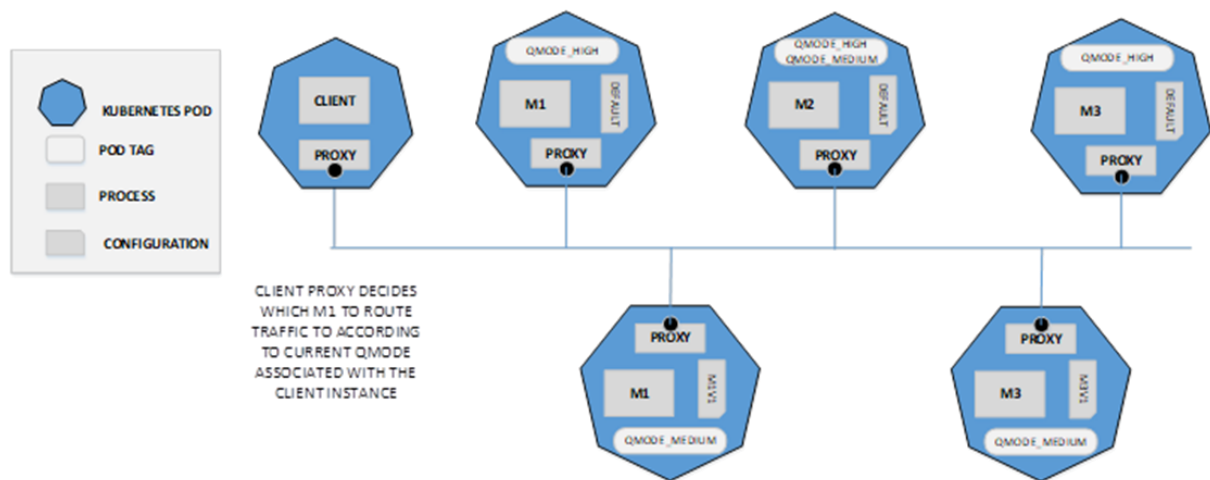 KUBERNETES POD
POD TAG
PROCESS
CONFIGURATION
CLIENT
PROXY
QMODE_HIGH
M1
DEFAULT
PROXY
QMODE_HIGH
QMODE_MEDIUM
M2
DEFAULT
PROXY
QMODE_HIGH
M3
DEFAULT
PROXY
CLIENT PROXY DECIDES
WHICH M1 TO ROUTE
TRAFFIC TO ACCORDING
TO CURRENT QMODE
ASSOCIATED WITH THE
CLIENT INSTANCE
PROXY
M1
M1V1
QMODE_MEDIUM
PROXY
M3
M3V1
QMODE_MEDIUM